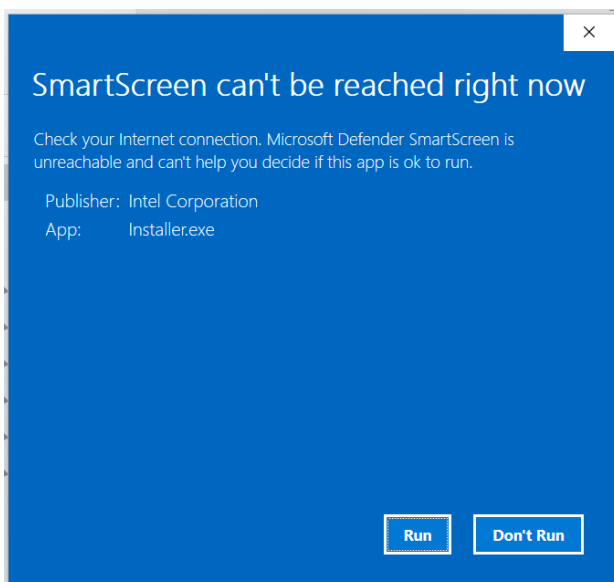 SmartScreen can't be reached right now
Check your Internet connection. Microsoft Defender SmartScreen is
unreachable and can't help you decide if this app is ok to run.
Publisher: Intel Corporation
App: Installer.exe
Run Don't Run